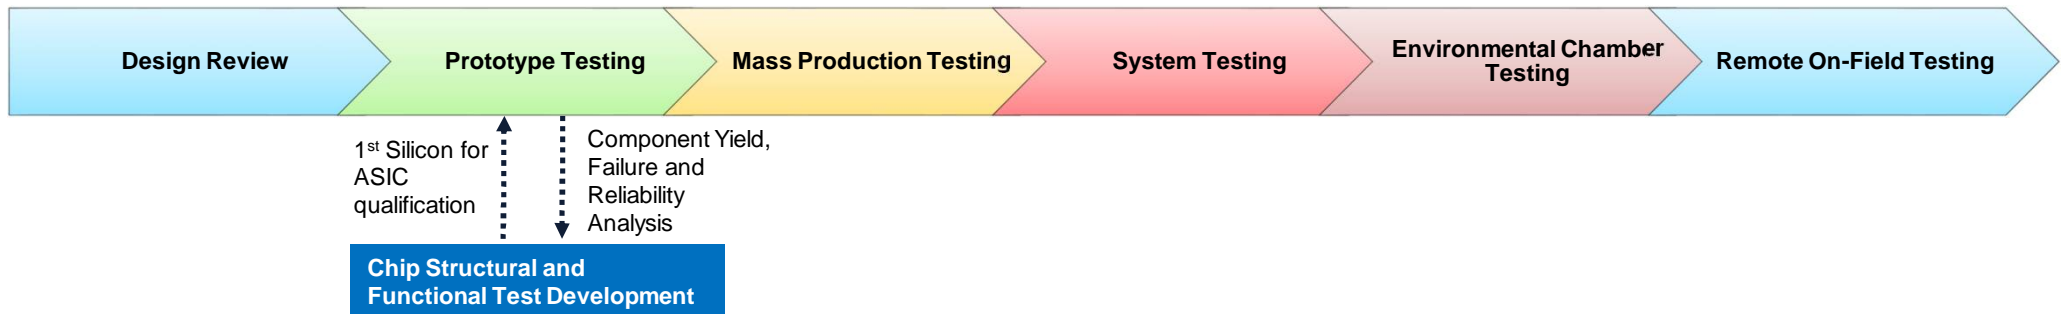 Design Review
Prototype Testing
Mass Production Testing
System Testing
Environmental Chamber
Testing
Remote On-Field Testing
1st Silicon for
ASIC
qualification
Component Yield,
Failure and
Reliability
Analysis
Chip Structural and
Functional Test Development